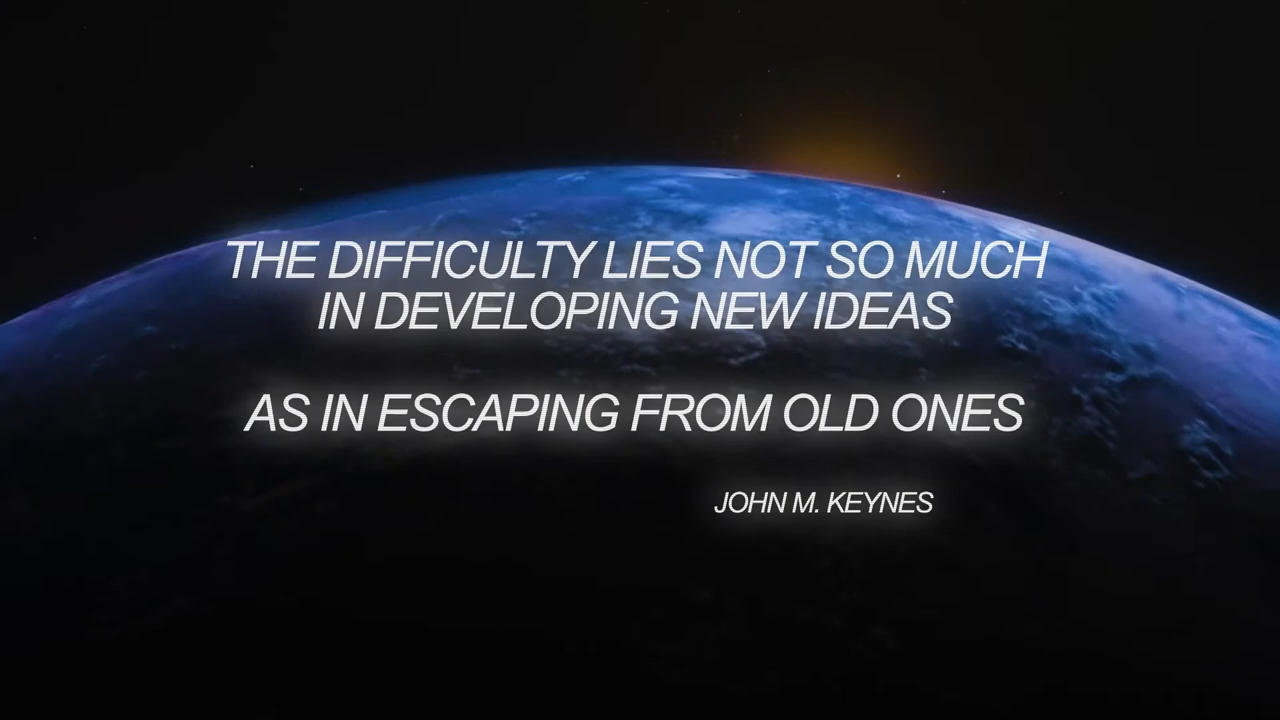 THE DIFFICULTY LIES NOT SO MUCH
IN DEVELOPING NEW IDEAS
AS IN ESCAPING FROM OLD ONES
JOHN M. KEYNES